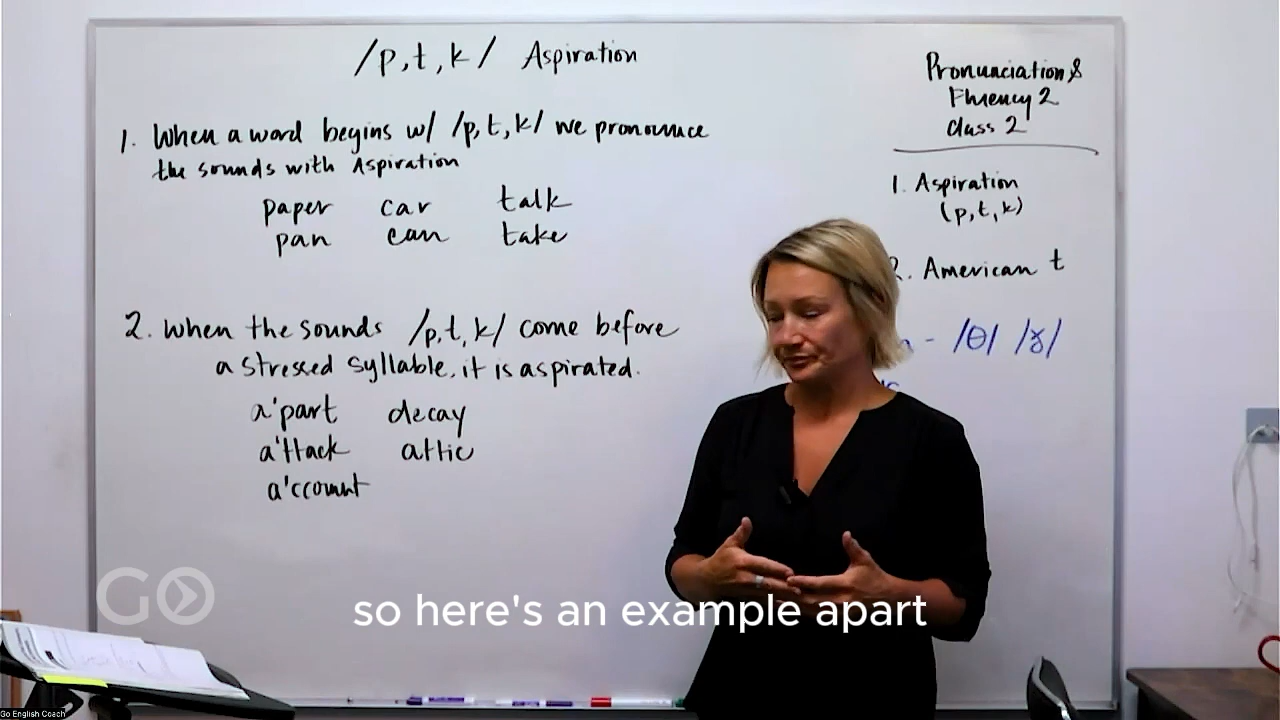 /p,t,k/ Aspiration
1. When a word begins w/ /p,t,k/ we pronounce
the sounds with Aspiration
paper car talk
pan can take
2. When the sounds /p,t,k/ come before
a stressed syllable, it is aspirated.
a'part decay
a'ttack attic
a'ccount
Pronunciation &
Fluency 2
Class 2
1. Aspiration
(p,t,k)
2. American t
- /θ/ /ɣ/
GO
so here's an example apart
Go English Coach